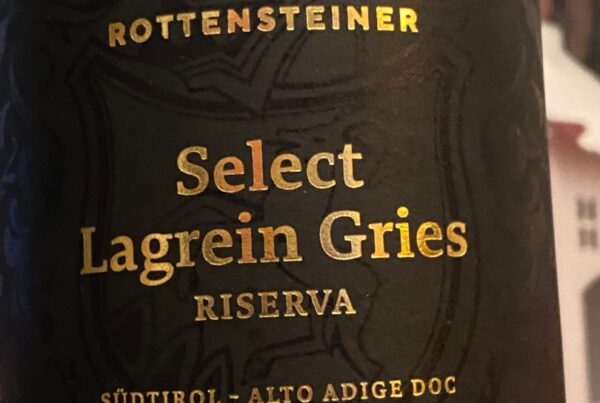 ROTTENSTEINER
Select
Lagrein Gries
RISERVA
SÜDTIROL – ALTO ADIGE DOC